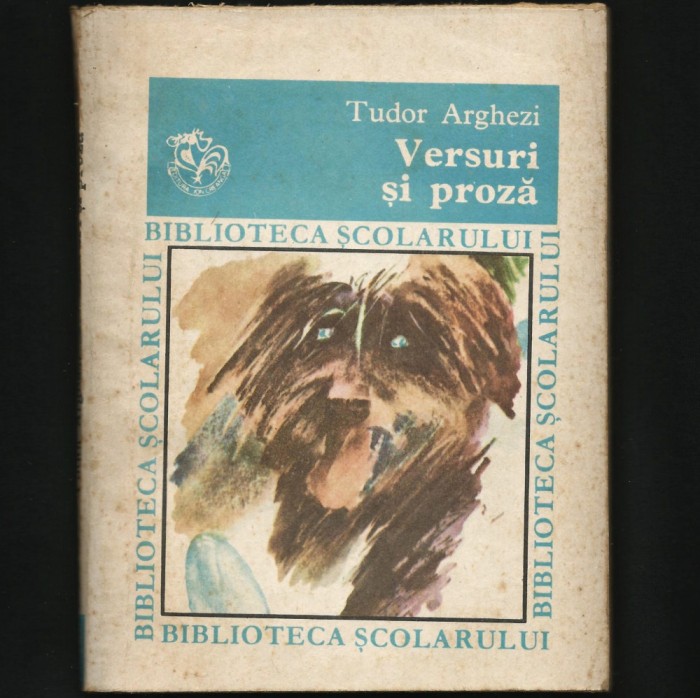 Tudor Arghezi
Versuri
și proză
BIBLIOTECA ȘCOLARULUI
BIBLIOTECA ȘCOLARULUI
BIBLIOTECA ȘCOLARULUI
BIBLIOTECA ȘCOLARULUI